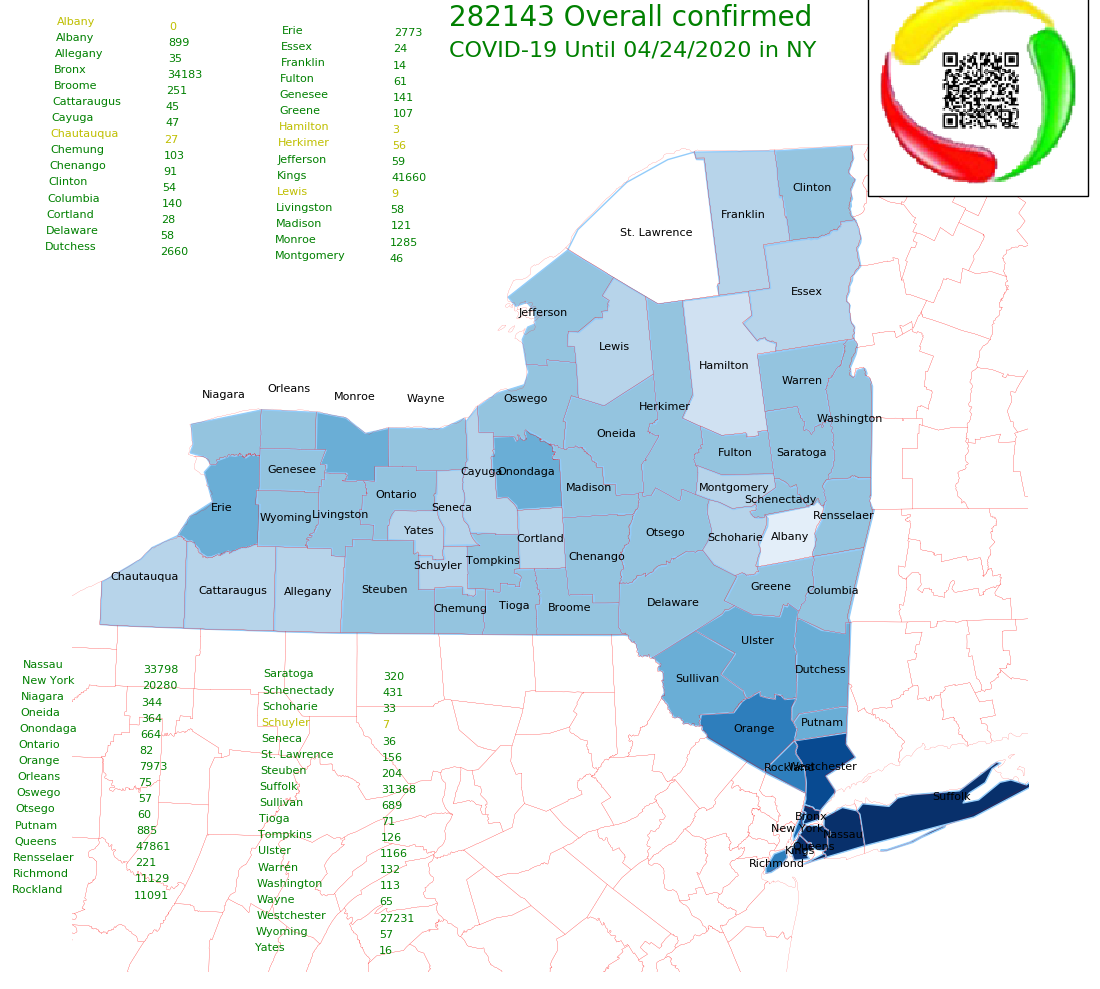 282143 Overall confirmed
COVID-19 Until 04/24/2020 in NY
Albany 0
Albany 899
Allegany 35
Bronx 34183
Broome 251
Cattaraugus 45
Cayuga 47
Chautauqua 27
Chemung 103
Chenango 91
Clinton 54
Columbia 140
Cortland 28
Delaware 58
Dutchess 2660
Erie 2773
Essex 24
Franklin 14
Fulton 61
Genesee 141
Greene 107
Hamilton 3
Herkimer 56
Jefferson 59
Kings 41660
Lewis 9
Livingston 58
Madison 121
Monroe 1285
Montgomery 46
Clinton
Franklin
St. Lawrence
Essex
Jefferson
Lewis
Hamilton
Warren
Niagara
Orleans
Monroe
Wayne
Oswego
Herkimer
Washington
Oneida
Fulton
Saratoga
Genesee
Cayuga
Onondaga
Madison
Montgomery
Schenectady
Ontario
Seneca
Erie
Wyoming
Livingston
Yates
Cortland
Otsego
Schoharie
Albany
Rensselaer
Chautauqua
Cattaraugus
Allegany
Steuben
Schuyler
Tompkins
Chenango
Chemung
Tioga
Broome
Delaware
Greene
Columbia
Ulster
Sullivan
Dutchess
Orange
Putnam
Rockland
Westchester
Suffolk
Bronx
New York
Nassau
Queens
Kings
Richmond
Nassau 33798
New York 20280
Niagara 344
Oneida 364
Onondaga 664
Ontario 82
Orange 7973
Orleans 75
Oswego 57
Otsego 60
Putnam 885
Queens 47861
Rensselaer 221
Richmond 11129
Rockland 11091
Saratoga 320
Schenectady 431
Schoharie 33
Schuyler 7
Seneca 36
St. Lawrence 156
Steuben 204
Suffolk 31368
Sullivan 689
Tioga 71
Tompkins 126
Ulster 1166
Warren 132
Washington 113
Wayne 65
Westchester 27231
Wyoming 57
Yates 16